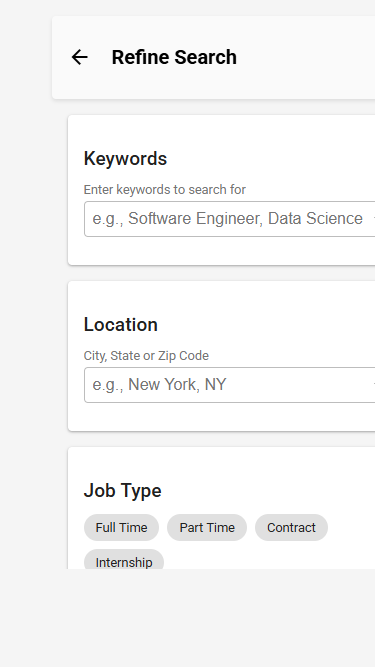 Refine Search
Keywords
Enter keywords to search for
e.g., Software Engineer, Data Science
Location
City, State or Zip Code
e.g., New York, NY
Job Type
Full Time Part Time Contract
Internship